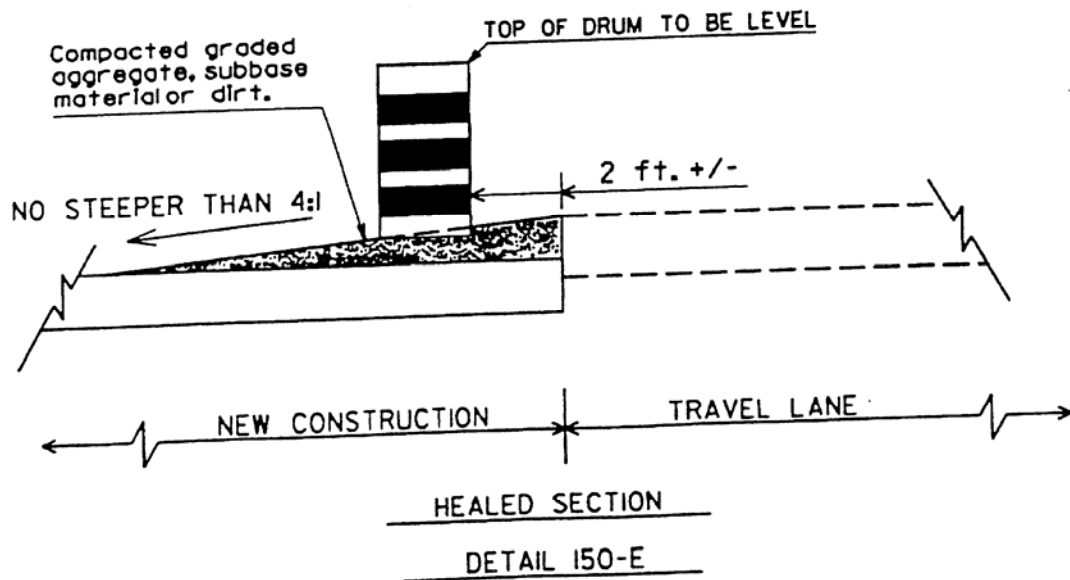 TOP OF DRUM TO BE LEVEL
Compacted graded
aggregate, subbase
material or dirt.
2 ft. +/-
NO STEEPER THAN 4:1
NEW CONSTRUCTION
TRAVEL LANE
HEALED SECTION
DETAIL 150-E